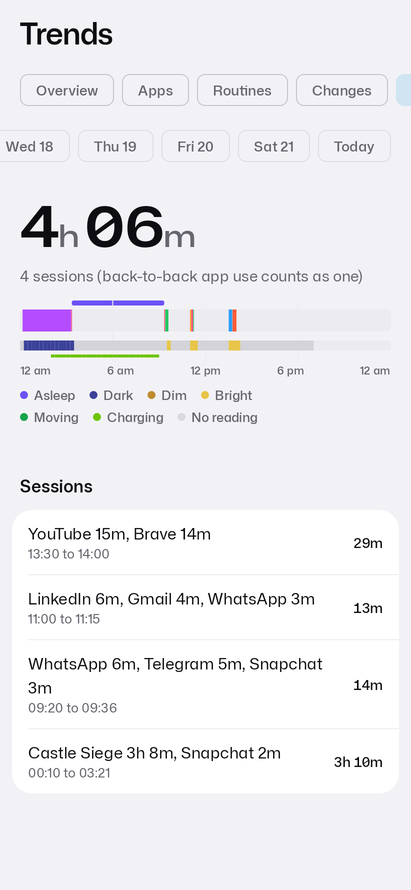 Trends
Overview
Apps
Routines
Changes
Wed 18
Thu 19
Fri 20
Sat 21
Today
4h 06m
4 sessions (back-to-back app use counts as one)
12 am
6 am
12 pm
6 pm
12 am
Asleep
Dark
Dim
Bright
Moving
Charging
No reading
Sessions
YouTube 15m, Brave 14m
13:30 to 14:00
29m
LinkedIn 6m, Gmail 4m, WhatsApp 3m
11:00 to 11:15
13m
WhatsApp 6m, Telegram 5m, Snapchat
3m
09:20 to 09:36
14m
Castle Siege 3h 8m, Snapchat 2m
00:10 to 03:21
3h 10m